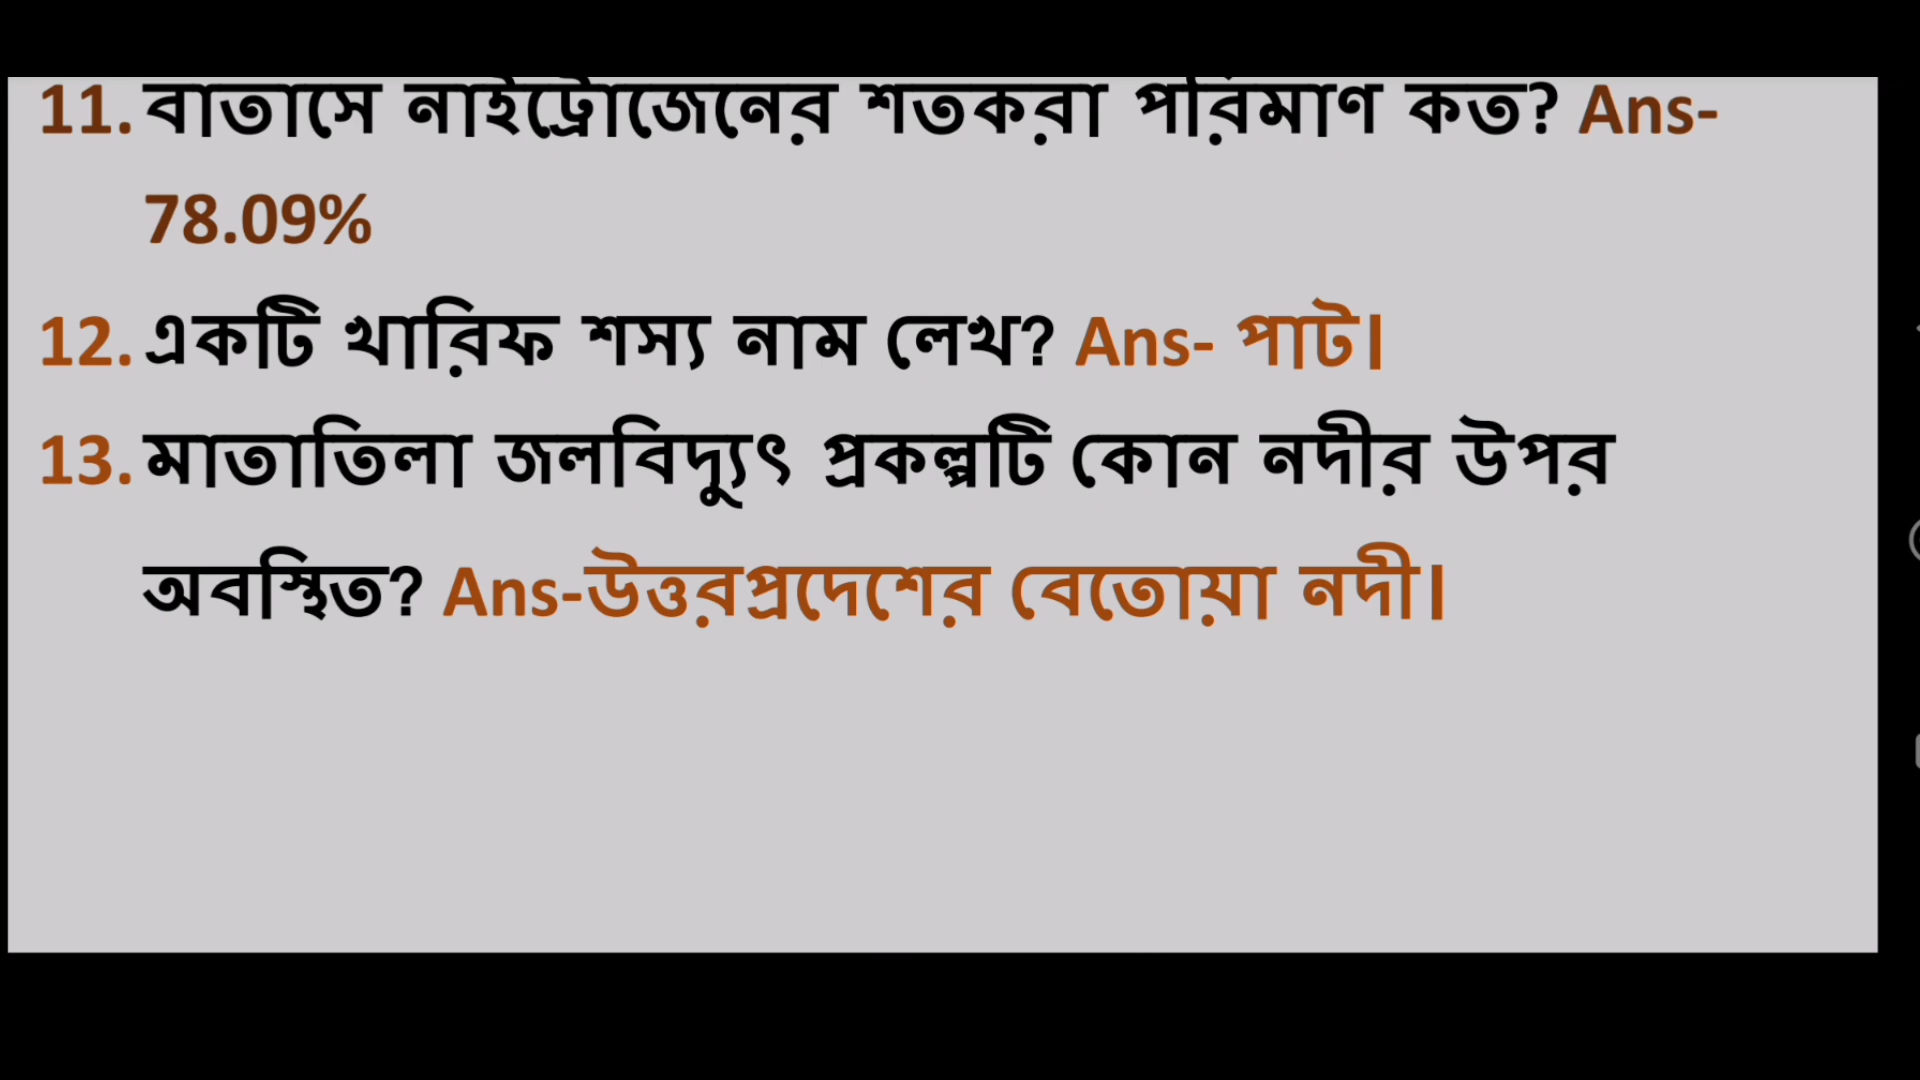 11. বাতাসে নাইট্রোজেনের শতকরা পরিমাণ কত? Ans-
78.09%
12. একটি খারিফ শস্য নাম লেখ? Ans- পাট।
13. মাতাতিলা জলবিদ্যুৎ প্রকল্পটি কোন নদীর উপর
অবস্থিত? Ans-উত্তরপ্রদেশের বেতোয়া নদী।